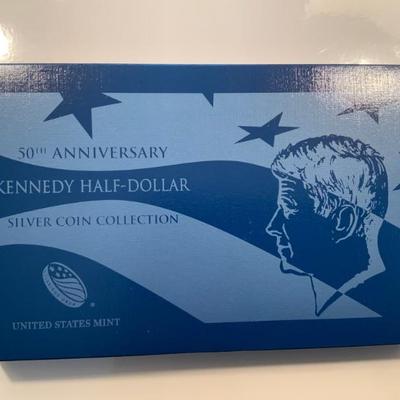 50TH ANNIVERSARY
KENNEDY HALF-DOLLAR
SILVER COIN COLLECTION
UNITED STATES MINT